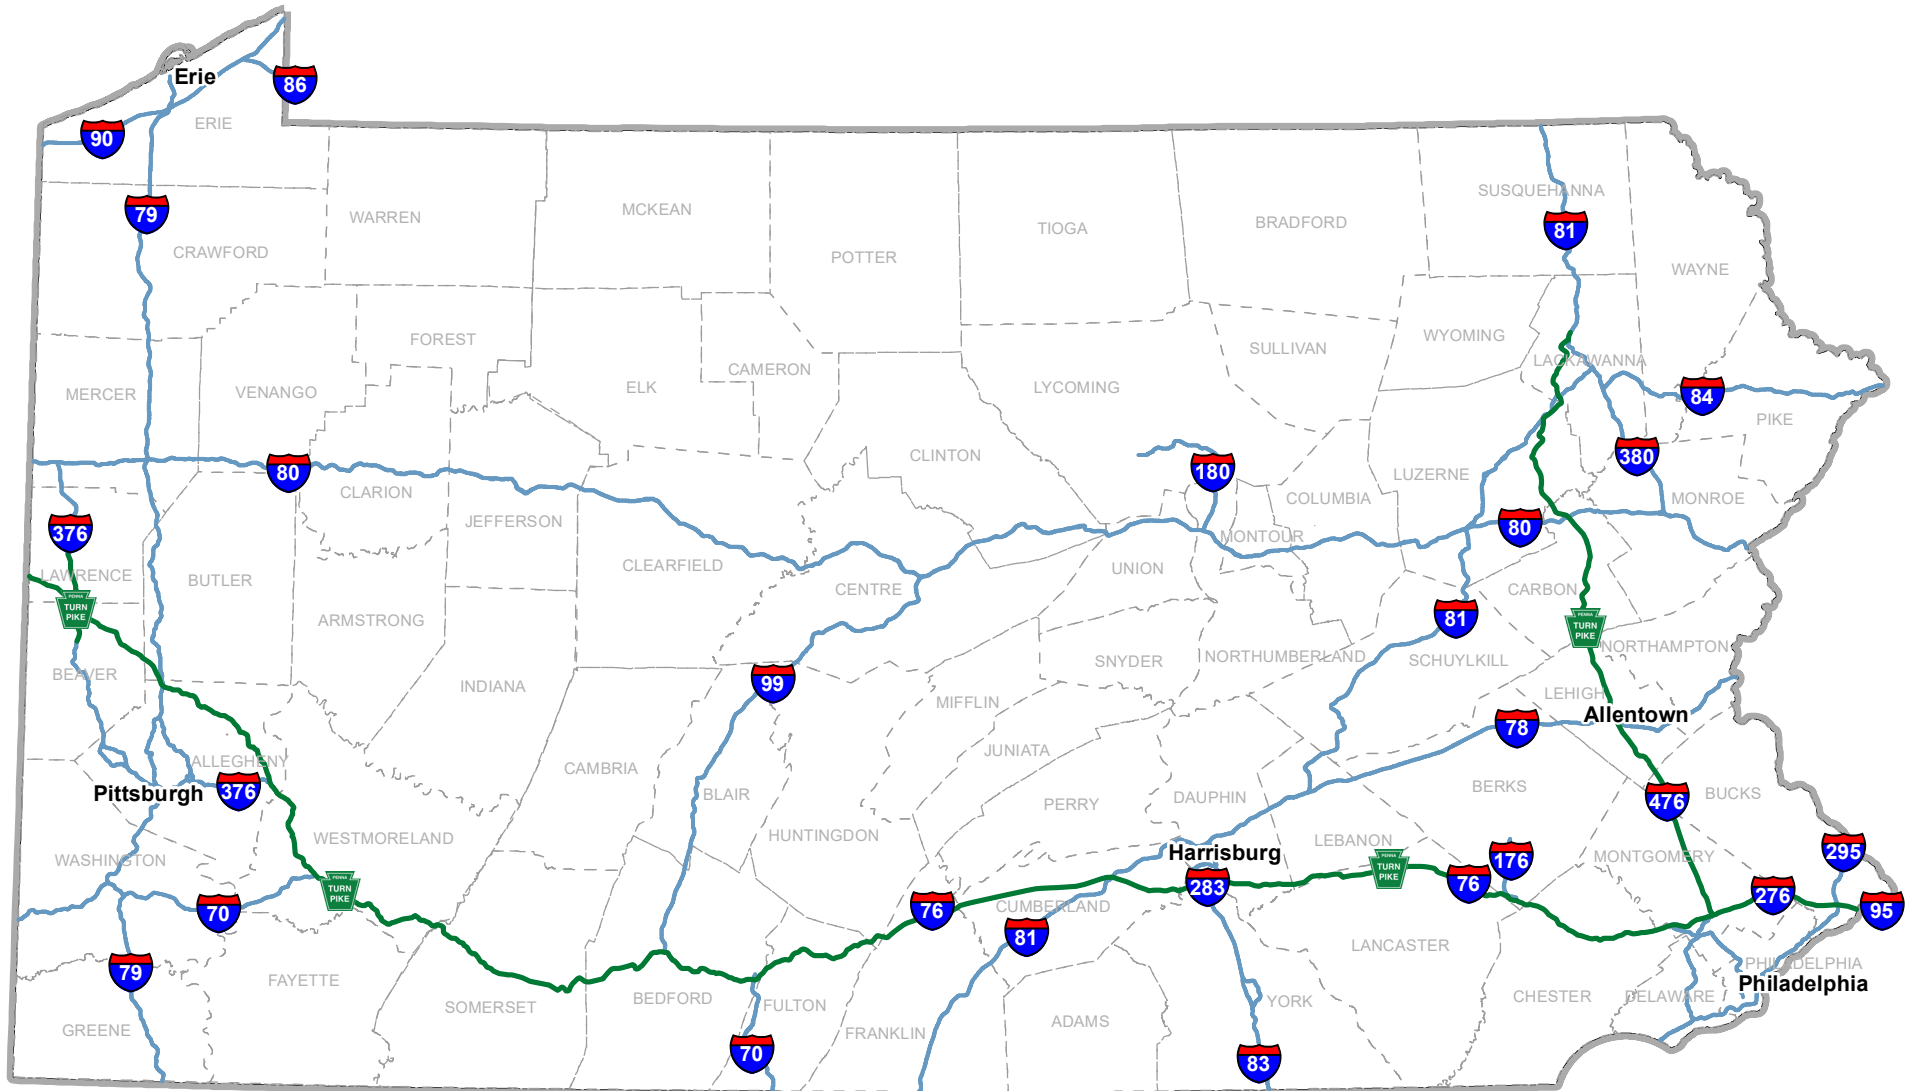 Erie
86
90
ERIE
79
WARREN
MCKEAN
SUSQUEHANNA
81
TIOGA
BRADFORD
CRAWFORD
POTTER
WAYNE
FOREST
WYOMING
SULLIVAN
LACKAWANNA
CAMERON
MERCER
VENANGO
ELK
LYCOMING
84
PIKE
CLINTON
380
80
180
LUZERNE
CLARION
COLUMBIA
MONROE
376
JEFFERSON
80
MONTOUR
CLEARFIELD
UNION
LAWRENCE
BUTLER
CENTRE
CARBON
PENNA
TURN
PIKE
ARMSTRONG
81
PENNA
TURN
PIKE
NORTHAMPTON
SNYDER
NORTHUMBERLAND
SCHUYLKILL
BEAVER
INDIANA
99
MIFFLIN
LEHIGH
Allentown
78
JUNIATA
ALLEGHENY
CAMBRIA
Pittsburgh
376
BLAIR
PERRY
DAUPHIN
BERKS
476
BUCKS
WESTMORELAND
HUNTINGDON
LEBANON
Harrisburg
295
WASHINGTON
176
MONTGOMERY
PENNA
TURN
PIKE
PENNA
TURN
PIKE
283
76
276
70
76
CUMBERLAND
95
81
LANCASTER
79
PHILADELPHIA
FAYETTE
Philadelphia
SOMERSET
BEDFORD
FULTON
YORK
CHESTER
DELAWARE
GREENE
FRANKLIN
ADAMS
70
83